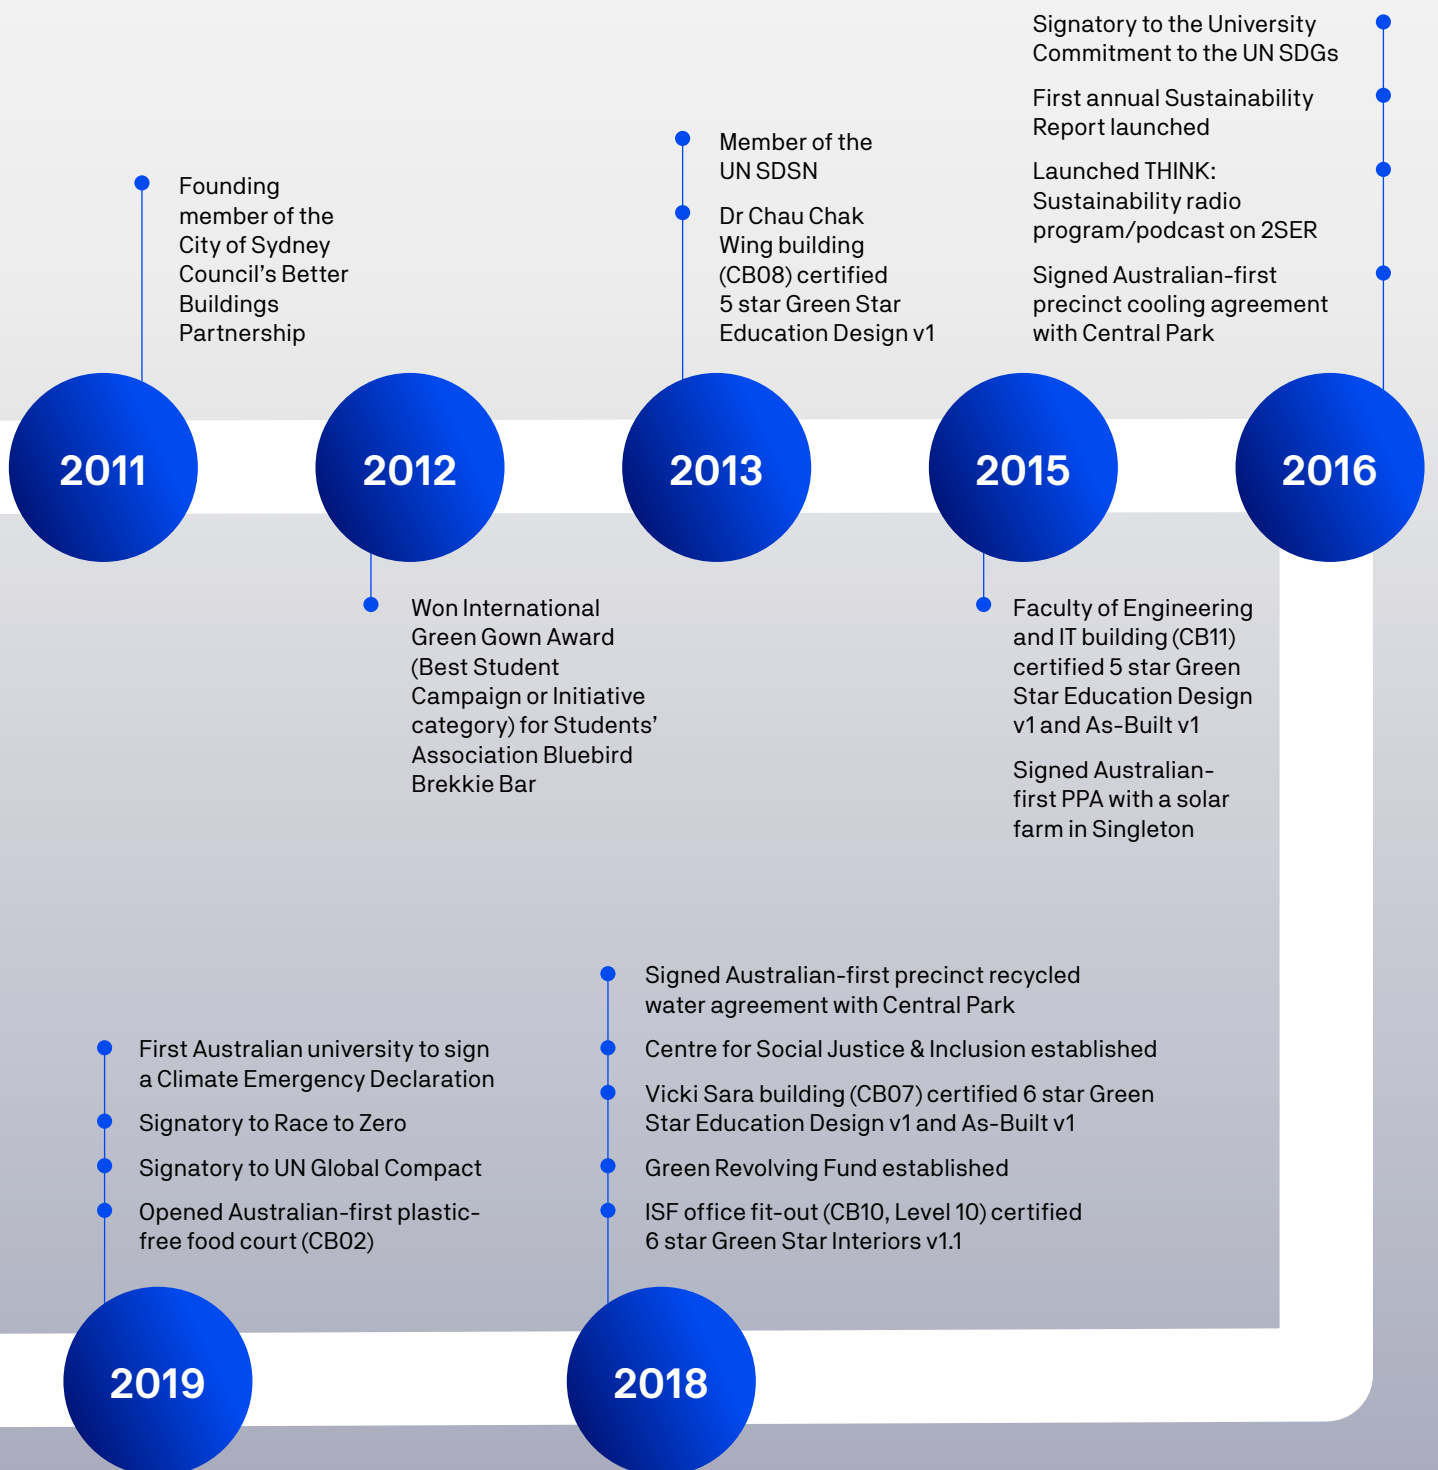 Founding
member of the
City of Sydney
Council's Better
Buildings
Partnership
2011
2012
Won International
Green Gown Award
(Best Student
Campaign or Initiative
category) for Students’
Association Bluebird
Brekkie Bar
Member of the
UN SDSN
Dr Chau Chak
Wing building
(CB08) certified
5 star Green Star
Education Design v1
2013
2015
Faculty of Engineering
and IT building (CB11)
certified 5 star Green
Star Education Design
v1 and As-Built v1
Signed Australian-
first PPA with a solar
farm in Singleton
Signatory to the University
Commitment to the UN SDGs
First annual Sustainability
Report launched
Launched THINK:
Sustainability radio
program/podcast on 2SER
Signed Australian-first
precinct cooling agreement
with Central Park
2016
Signed Australian-first precinct recycled
water agreement with Central Park
Centre for Social Justice & Inclusion established
Vicki Sara building (CB07) certified 6 star Green
Star Education Design v1 and As-Built v1
Green Revolving Fund established
ISF office fit-out (CB10, Level 10) certified
6 star Green Star Interiors v1.1
2018
First Australian university to sign
a Climate Emergency Declaration
Signatory to Race to Zero
Signatory to UN Global Compact
Opened Australian-first plastic-
free food court (CB02)
2019